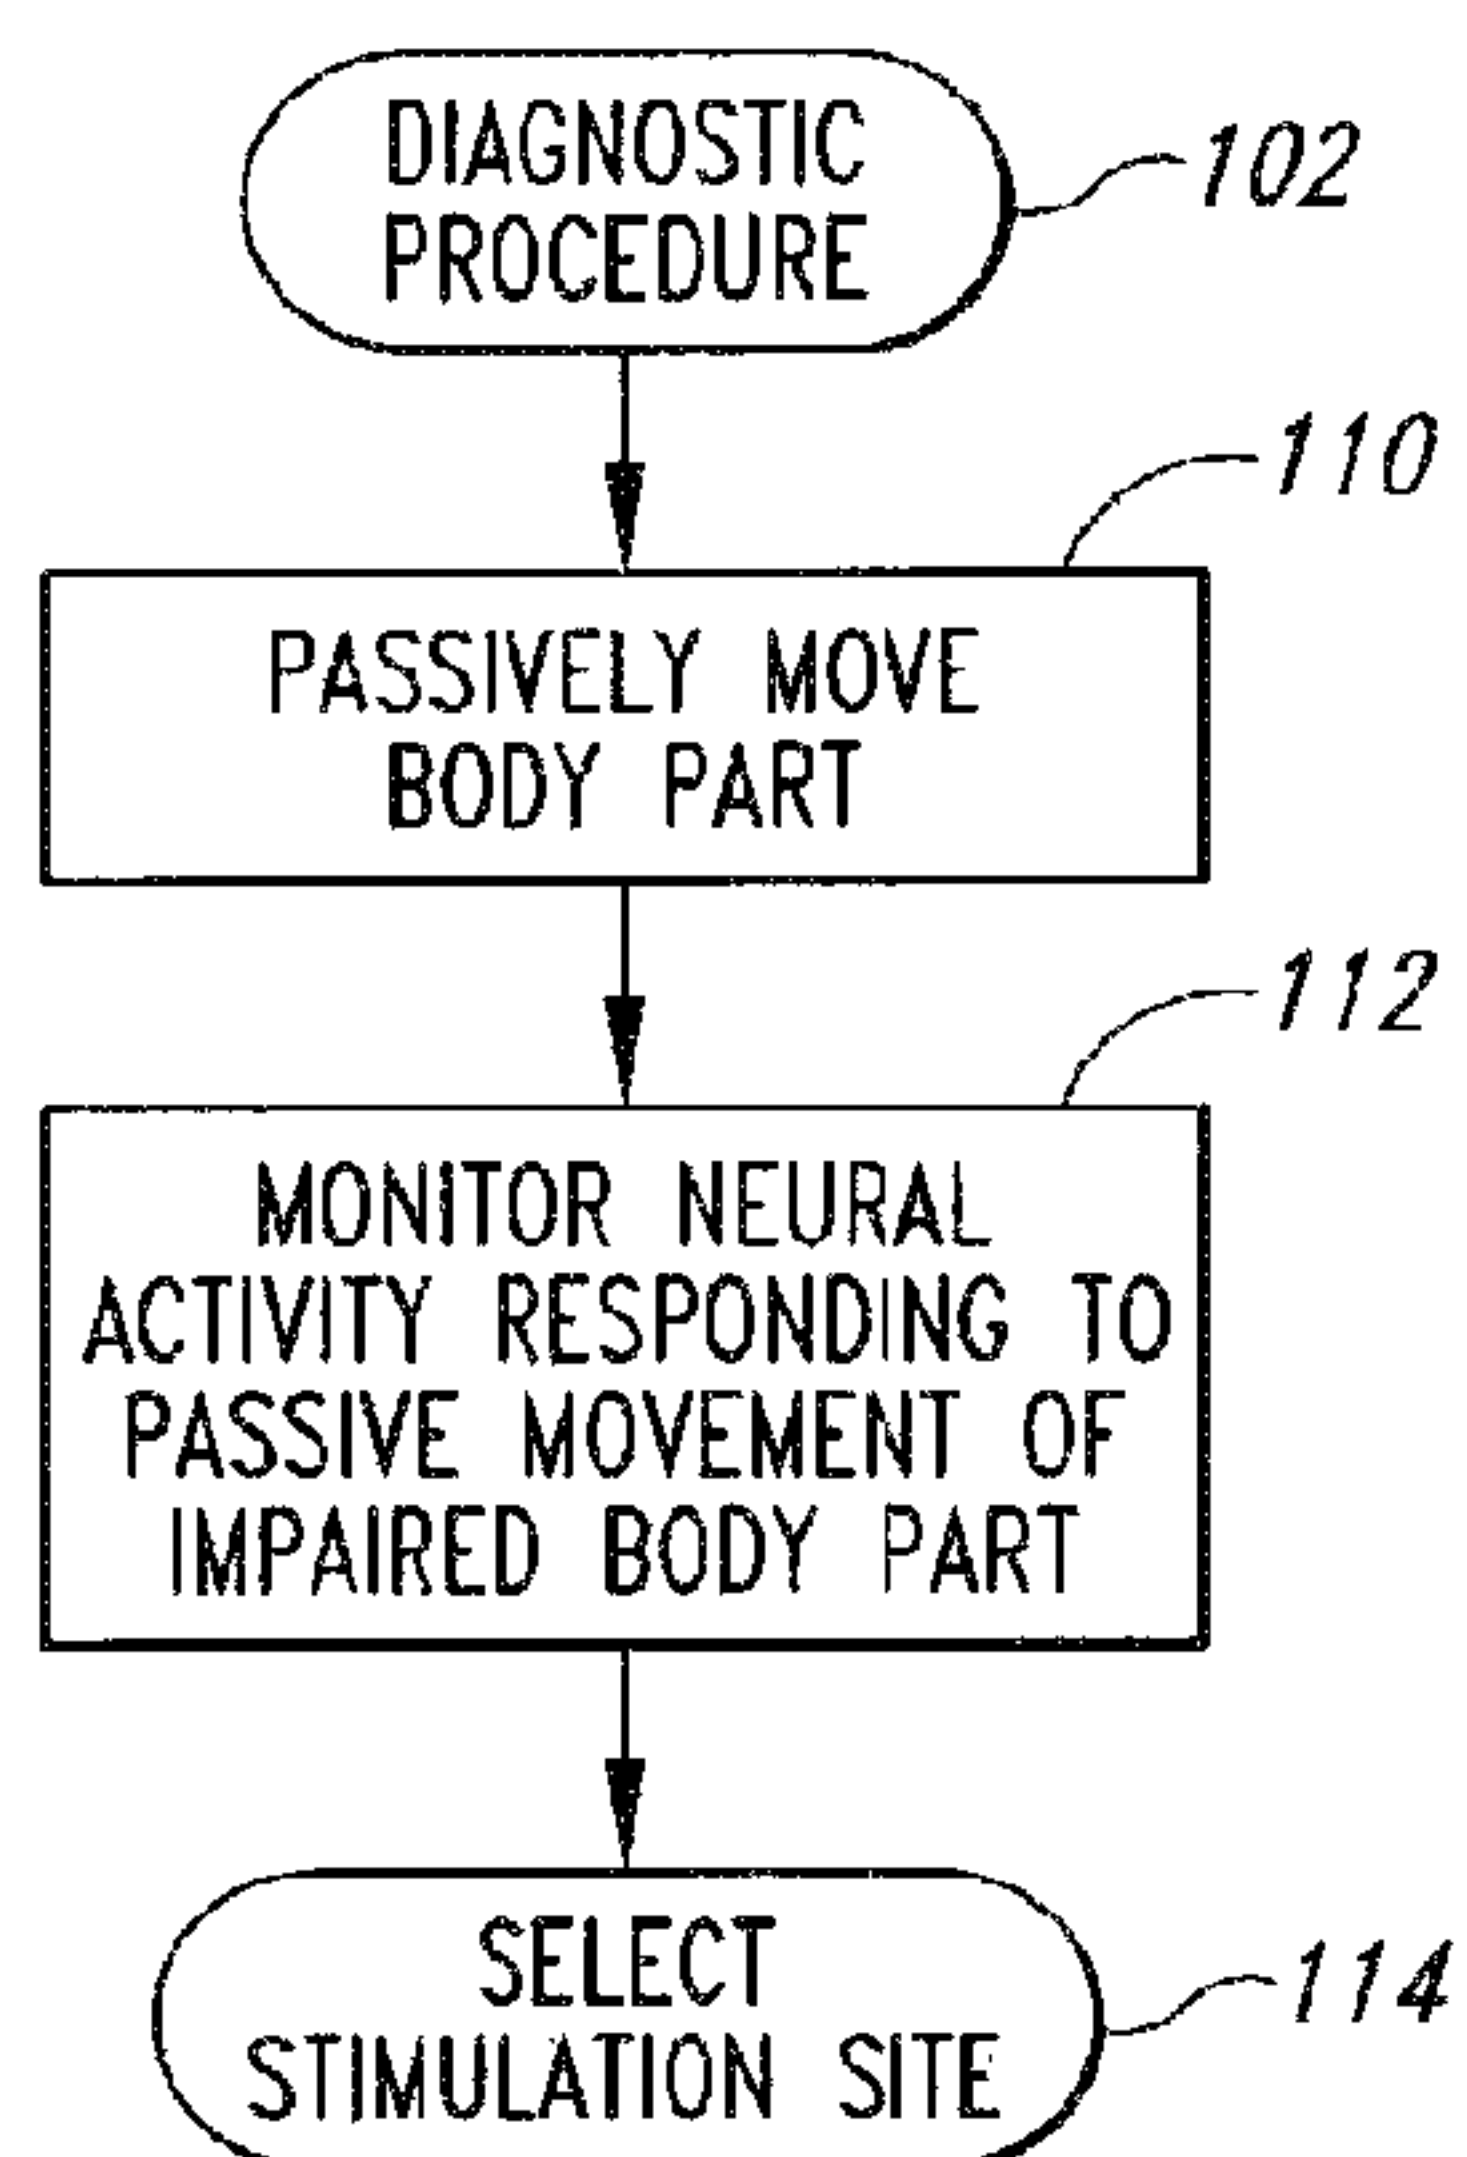 DIAGNOSTIC
PROCEDURE
102
110
PASSIVELY MOVE
BODY PART
112
MONITOR NEURAL
ACTIVITY RESPONDING TO
PASSIVE MOVEMENT OF
IMPAIRED BODY PART
SELECT
STIMULATION SITE
114